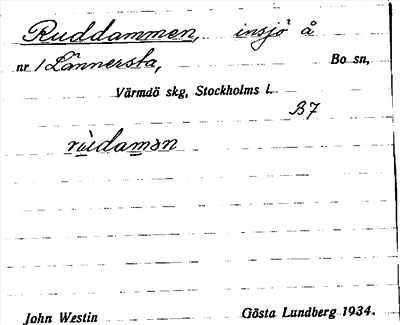 Ruddammen, insjö å
nr 1 Lännersta, Bo sn,
Värmdö skg, Stockholms l.
B7
rùdamən
John Westin Gösta Lundberg 1934.